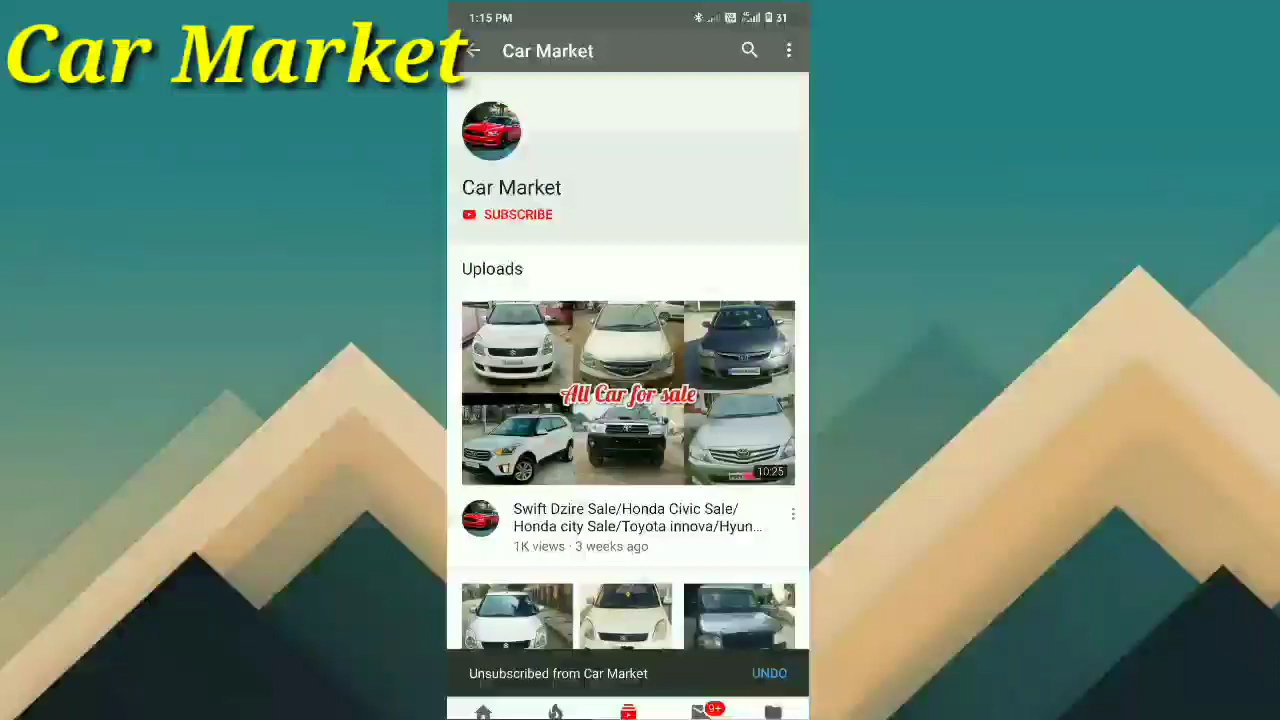 Car Market
1:15 PM
31
Car Market
Car Market
SUBSCRIBE
Uploads
All Car for sale
10:25
Swift Dzire Sale/Honda Civic Sale/
Honda city Sale/Toyota innova/Hyun...
1K views · 3 weeks ago
Unsubscribed from Car Market
UNDO
9+